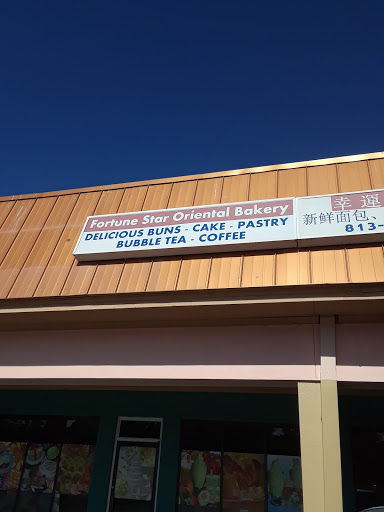 Fortune Star Oriental Bakery
DELICIOUS BUNS - CAKE - PASTRY
BUBBLE TEA - COFFEE
幸運
新鮮面包、
813-